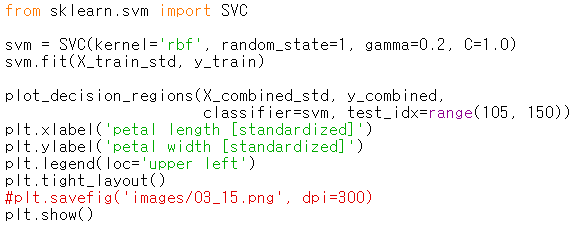 from sklearn.svm import SVC
svm = SVC(kernel='rbf', random_state=1, gamma=0.2, C=1.0)
svm.fit(X_train_std, y_train)
plot_decision_regions(X_combined_std, y_combined,
classifier=svm, test_idx=range(105, 150))
plt.xlabel('petal length [standardized]')
plt.ylabel('petal width [standardized]')
plt.legend(loc='upper left')
plt.tight_layout()
#plt.savefig('images/03_15.png', dpi=300)
plt.show()